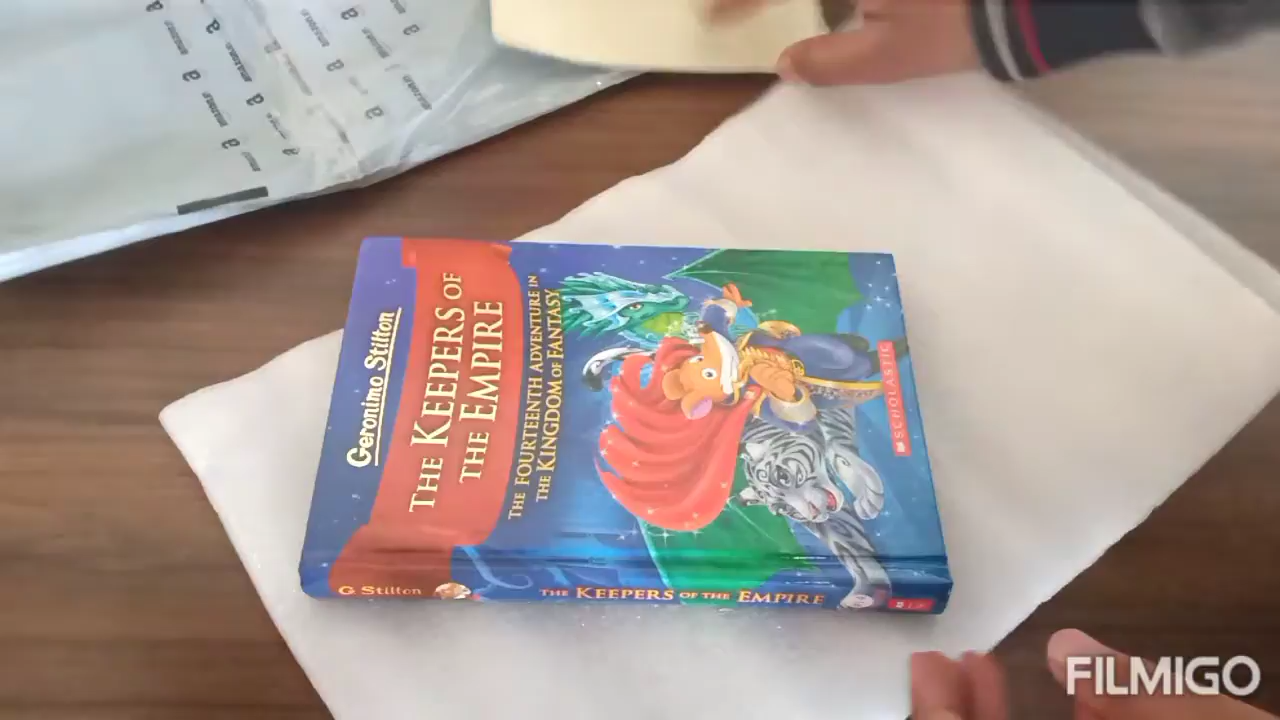 Geronimo Stilton
THE KEEPERS OF
THE EMPIRE
THE FOURTEENTH ADVENTURE IN
THE KINGDOM OF FANTASY
SCHOLASTIC
G. Stilton
THE KEEPERS OF THE EMPIRE
FILMIGO